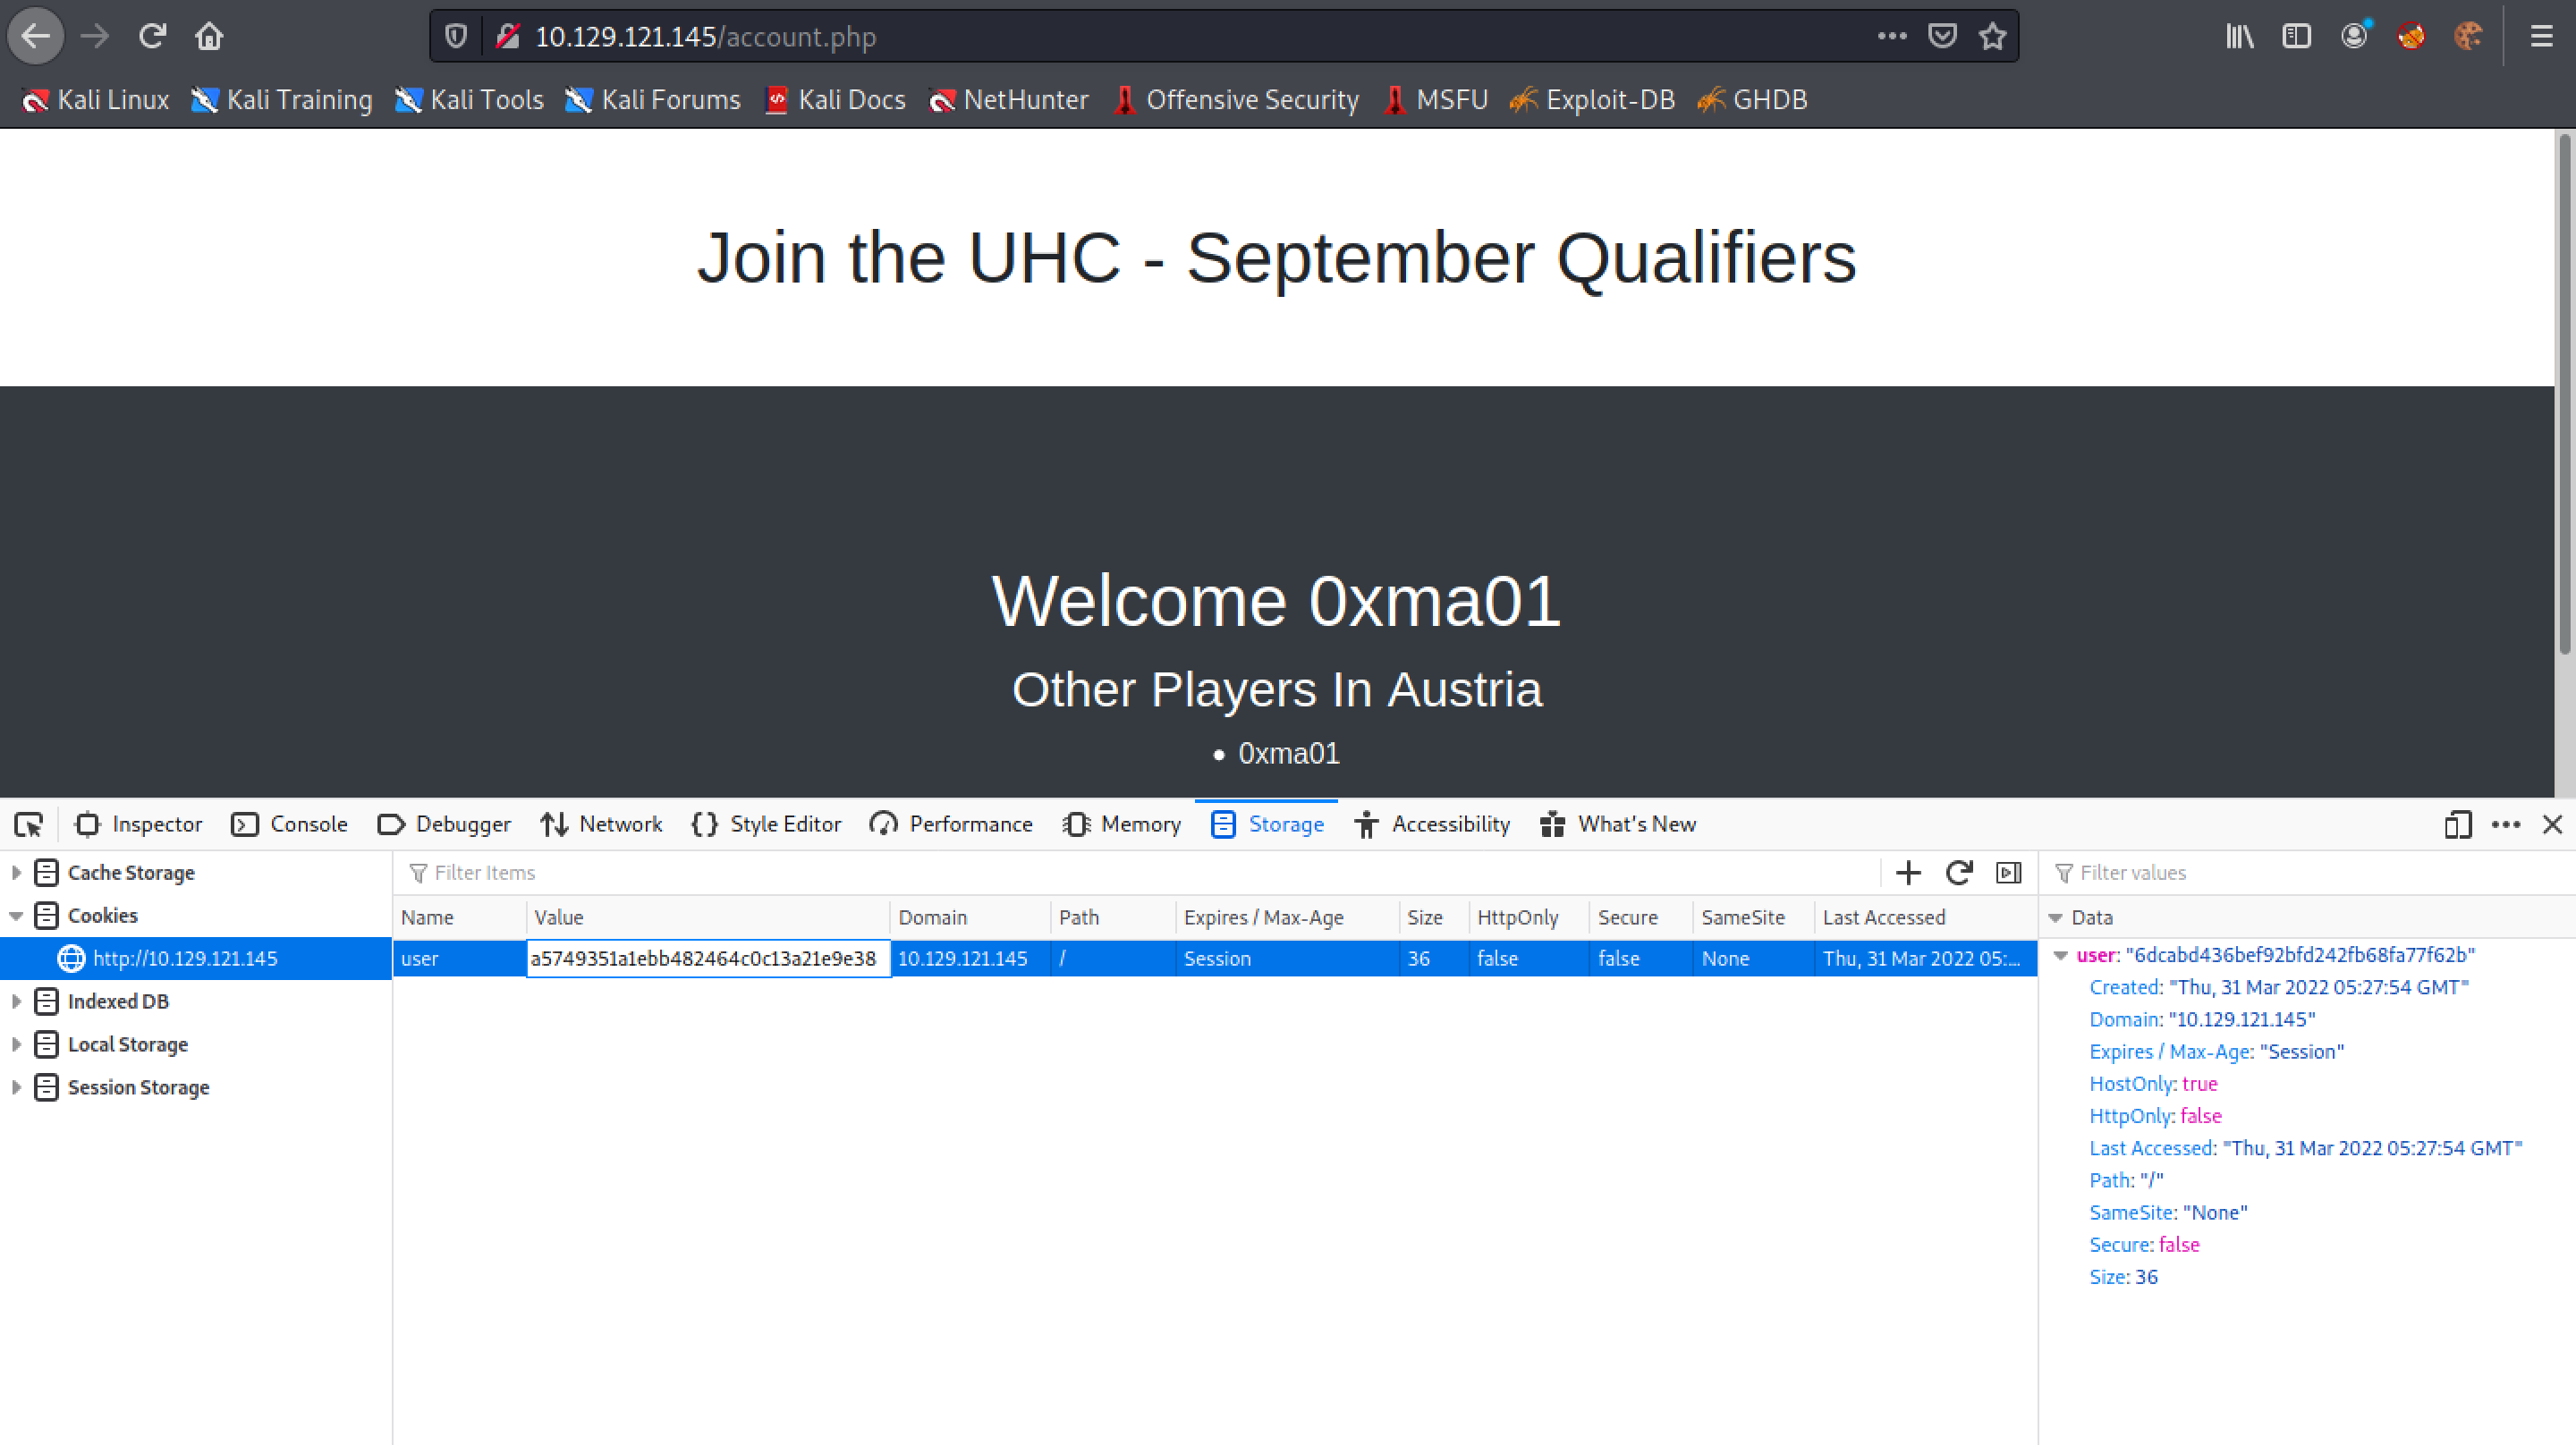 10.129.121.145/account.php
Kali Linux Kali Training Kali Tools Kali Forums Kali Docs NetHunter Offensive Security MSFU Exploit-DB GHDB
Join the UHC - September Qualifiers
Welcome 0xma01
Other Players In Austria
• 0xma01
Inspector Console Debugger Network Style Editor Performance Memory Storage Accessibility What's New
Cache Storage
Cookies
http://10.129.121.145
Indexed DB
Local Storage
Session Storage
Filter Items
Name Value Domain Path Expires / Max-Age Size HttpOnly Secure SameSite Last Accessed
user a5749351a1ebb482464c0c13a21e9e38 10.129.121.145 / Session 36 false false None Thu, 31 Mar 2022 05:...
Filter values
Data
user: "6dcabd436bef92bfd242fb68fa77f62b"
Created: "Thu, 31 Mar 2022 05:27:54 GMT"
Domain: "10.129.121.145"
Expires / Max-Age: "Session"
HostOnly: true
HttpOnly: false
Last Accessed: "Thu, 31 Mar 2022 05:27:54 GMT"
Path: "/"
SameSite: "None"
Secure: false
Size: 36